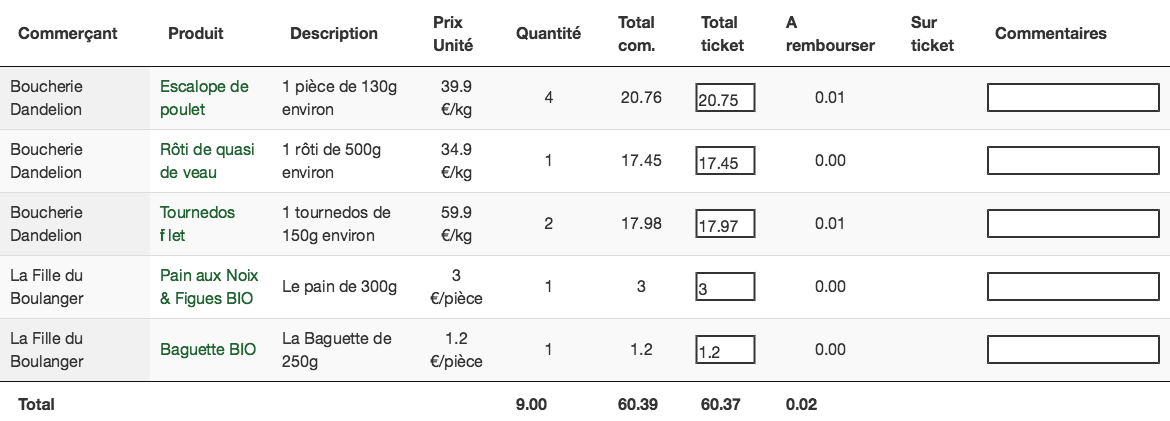 Commerçant Produit Description Prix Unité Quantité Total com. Total ticket A rembourser Sur ticket Commentaires
Boucherie Dandelion Escalope de poulet 1 pièce de 130g environ 39.9 €/kg 4 20.76 20.75 0.01
Boucherie Dandelion Rôti de quasi de veau 1 rôti de 500g environ 34.9 €/kg 1 17.45 17.45 0.00
Boucherie Dandelion Tournedos f let 1 tournedos de 150g environ 59.9 €/kg 2 17.98 17.97 0.01
La Fille du Boulanger Pain aux Noix & Figues BIO Le pain de 300g 3 €/pièce 1 3 3 0.00
La Fille du Boulanger Baguette BIO La Baguette de 250g 1.2 €/pièce 1 1.2 1.2 0.00
Total 9.00 60.39 60.37 0.02